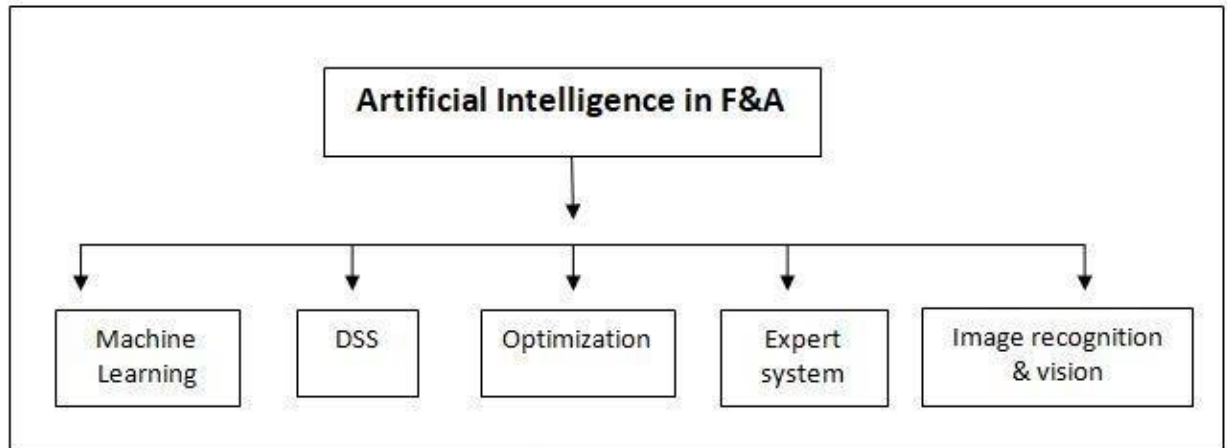 Artificial Intelligence in F&A
Machine
Learning
DSS
Optimization
Expert
system
Image recognition
& vision